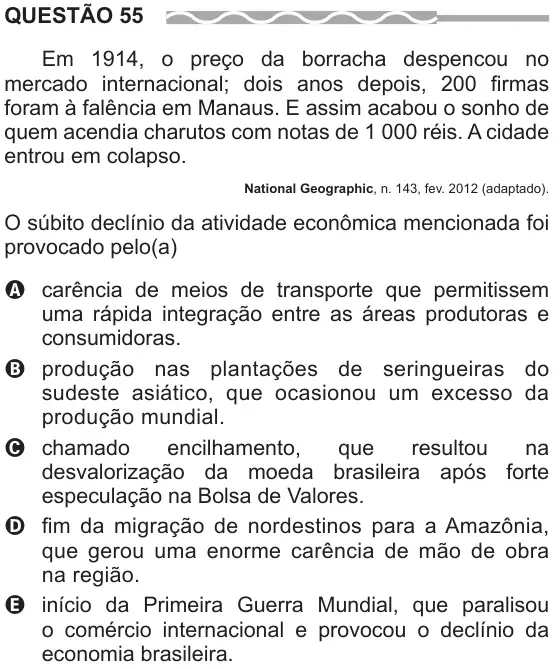 QUESTÃO 55
Em 1914, o preço da borracha despencou no
mercado internacional; dois anos depois, 200 firmas
foram à falência em Manaus. E assim acabou o sonho de
quem acendia charutos com notas de 1 000 réis. A cidade
entrou em colapso.
National Geographic, n. 143, fev. 2012 (adaptado).
O súbito declínio da atividade econômica mencionada foi
provocado pelo(a)
A carência de meios de transporte que permitissem
uma rápida integração entre as áreas produtoras e
consumidoras.
B produção nas plantações de seringueiras do
sudeste asiático, que ocasionou um excesso da
produção mundial.
C chamado encilhamento, que resultou na
desvalorização da moeda brasileira após forte
especulação na Bolsa de Valores.
D fim da migração de nordestinos para a Amazônia,
que gerou uma enorme carência de mão de obra
na região.
E início da Primeira Guerra Mundial, que paralisou
o comércio internacional e provocou o declínio da
economia brasileira.